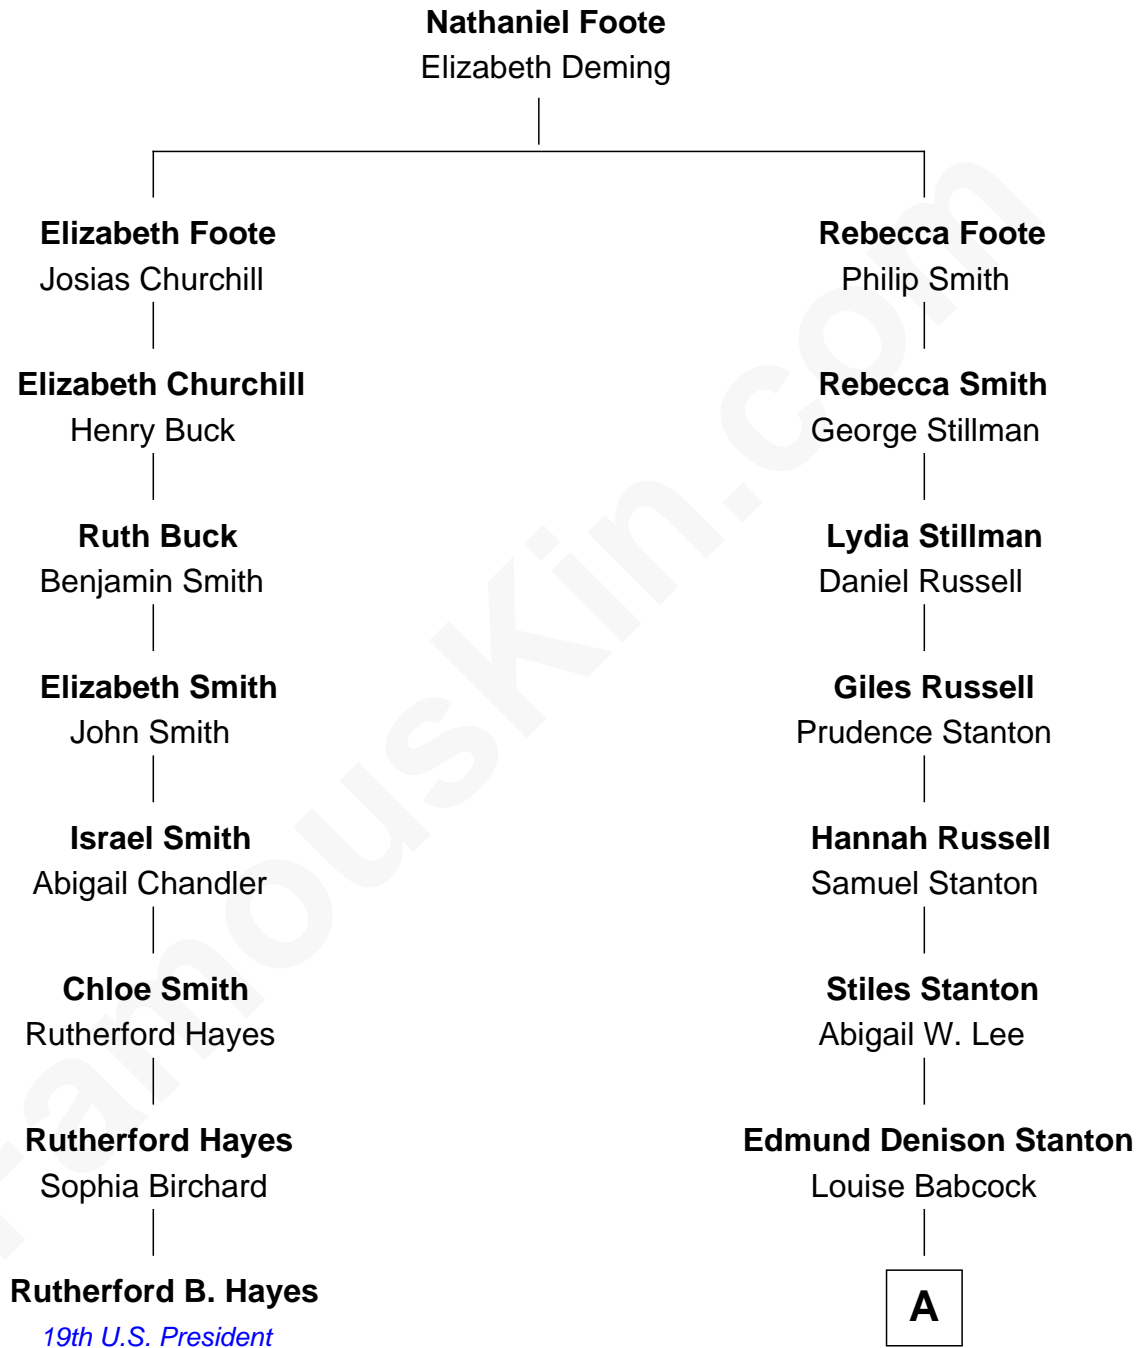 Nathaniel Foote
Elizabeth Deming
Elizabeth Foote
Josias Churchill
Rebecca Foote
Philip Smith
Elizabeth Churchill
Henry Buck
Rebecca Smith
George Stillman
Ruth Buck
Benjamin Smith
Lydia Stillman
Daniel Russell
Elizabeth Smith
John Smith
Giles Russell
Prudence Stanton
Israel Smith
Abigail Chandler
Hannah Russell
Samuel Stanton
Chloe Smith
Rutherford Hayes
Stiles Stanton
Abigail W. Lee
Rutherford Hayes
Sophia Birchard
Edmund Denison Stanton
Louise Babcock
Rutherford B. Hayes
19th U.S. President
A
FamousKin.com